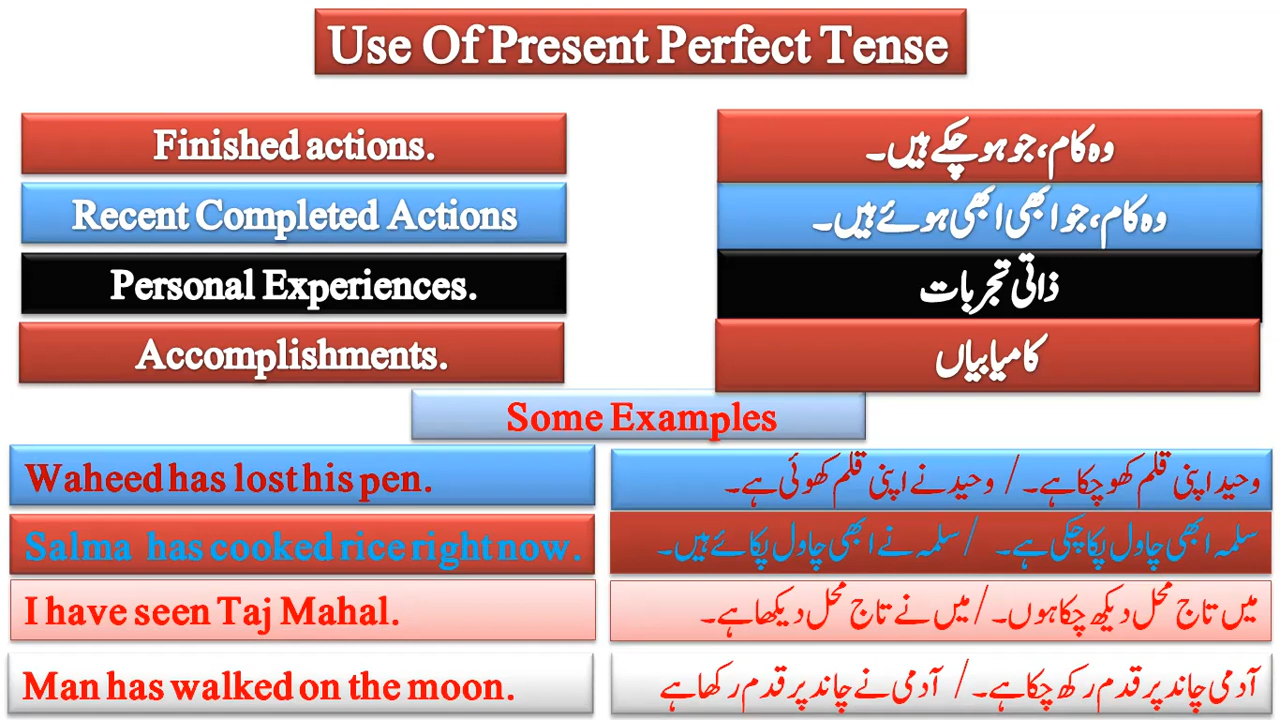 Use Of Present Perfect Tense
Finished actions.
وہ کام، جو ہو چکے ہیں۔
Recent Completed Actions
وہ کام، جو ابھی ابھی ہوئے ہیں۔
Personal Experiences.
ذاتی تجربات
Accomplishments.
کامیابیاں
Some Examples
Waheed has lost his pen.
وحید اپنی قلم کھو چکا ہے۔ / وحید نے اپنی قلم کھوئی ہے۔
Salma has cooked rice right now.
سلمہ ابھی چاول پکا چکی ہے۔ / سلمہ نے ابھی چاول پکائے ہیں۔
I have seen Taj Mahal.
میں تاج محل دیکھ چکا ہوں۔ / میں نے تاج محل دیکھا ہے۔
Man has walked on the moon.
آدمی چاند پر قدم رکھ چکا ہے۔ / آدمی نے چاند پر قدم رکھا ہے